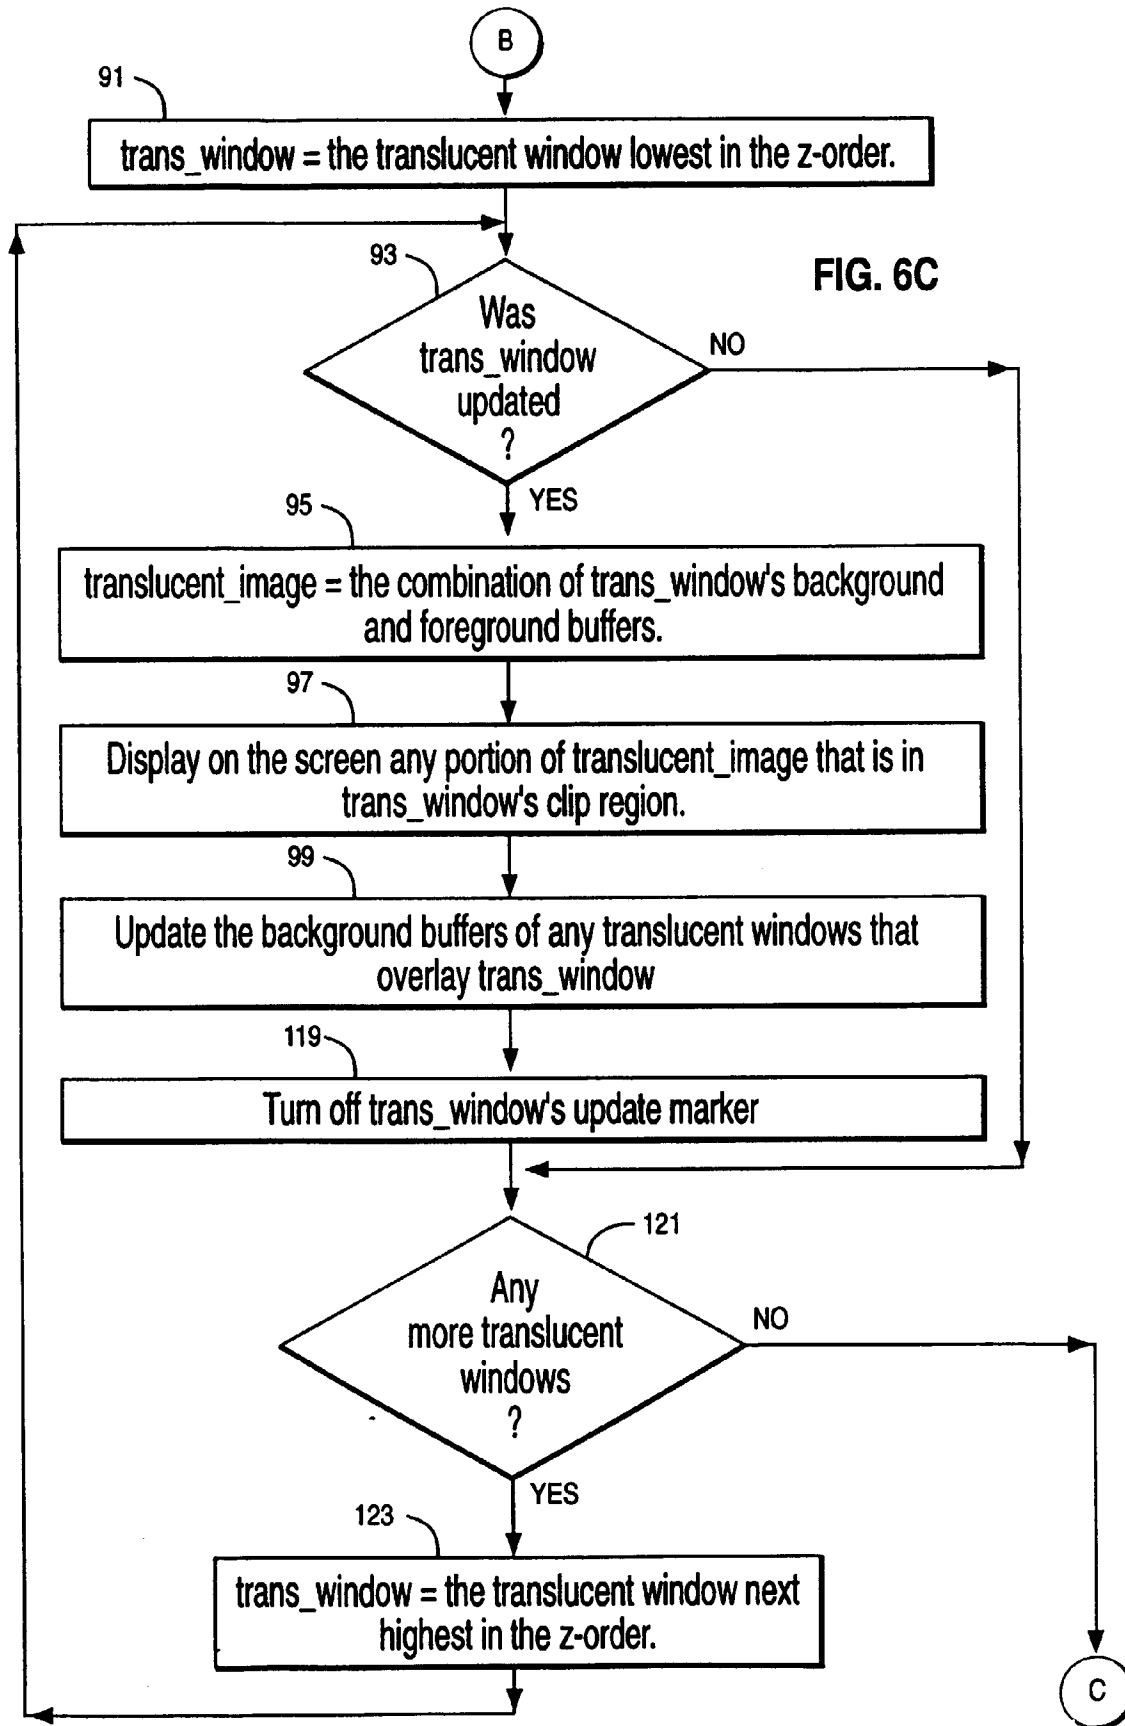 B
91
trans_window = the translucent window lowest in the z-order.
93
FIG. 6C
Was
trans_window
updated
?
NO
YES
95
translucent_image = the combination of trans_window's background
and foreground buffers.
97
Display on the screen any portion of translucent_image that is in
trans_window's clip region.
99
Update the background buffers of any translucent windows that
overlay trans_window
119
Turn off trans_window's update marker
121
Any
more translucent
windows
?
NO
YES
123
trans_window = the translucent window next
highest in the z-order.
C